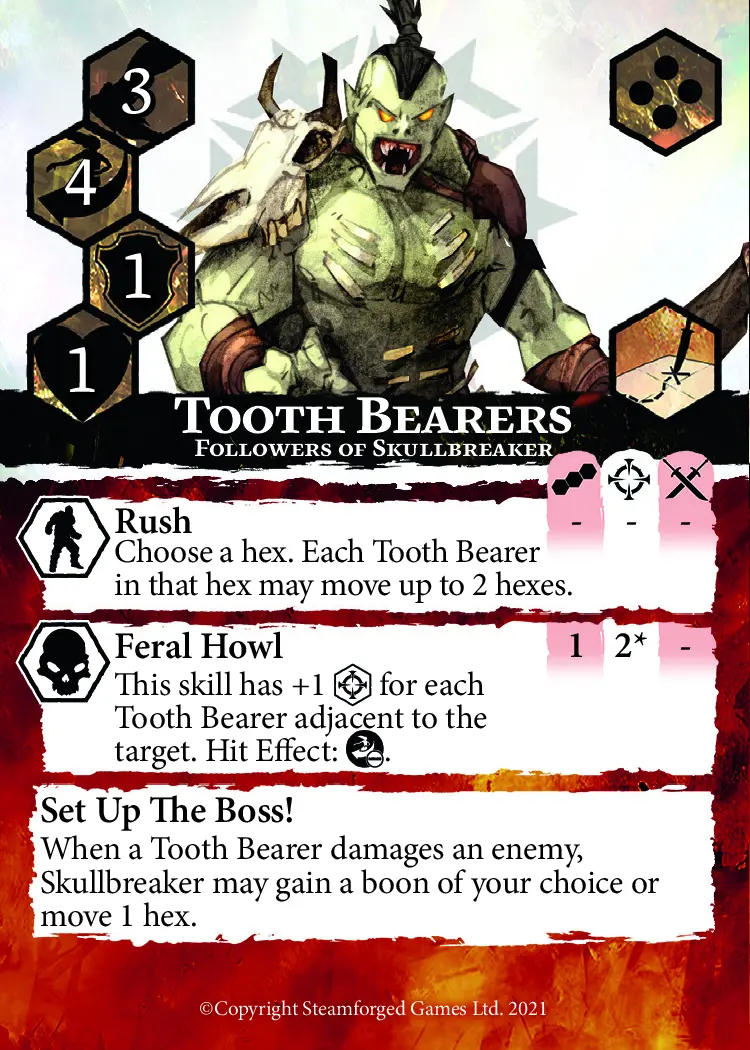 3
4
1
1
Tooth Bearers
Followers of Skullbreaker
Rush
- - -
Choose a hex. Each Tooth Bearer
in that hex may move up to 2 hexes.
Feral Howl
1 2* -
This skill has +1 for each
Tooth Bearer adjacent to the
target. Hit Effect: .
Set Up The Boss!
When a Tooth Bearer damages an enemy,
Skullbreaker may gain a boon of your choice or
move 1 hex.
©Copyright Steamforged Games Ltd. 2021